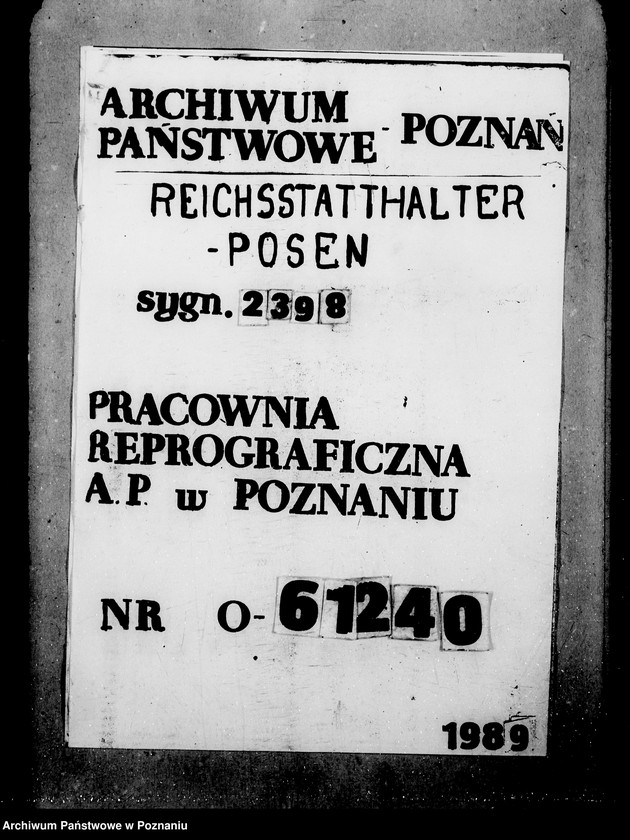 ARCHIWUM
PAŃSTWOWE - POZNAŃ
REICHSSTATTHALTER
-POSEN
sygn. 2398
PRACOWNIA
REPROGRAFICZNA
A.P. w POZNANIU
NR O-61240
1989
Archiwum Państwowe w Poznaniu